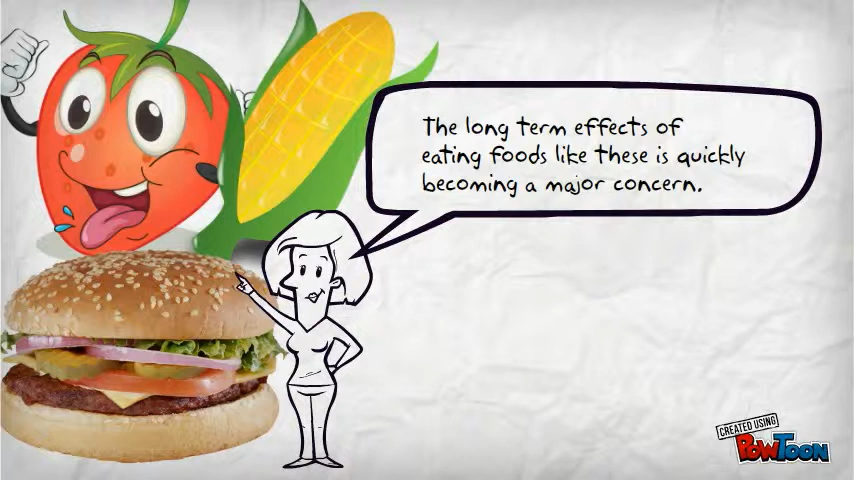 The long term effects of
eating foods like these is quickly
becoming a major concern.
CREATED USING
POWTOON